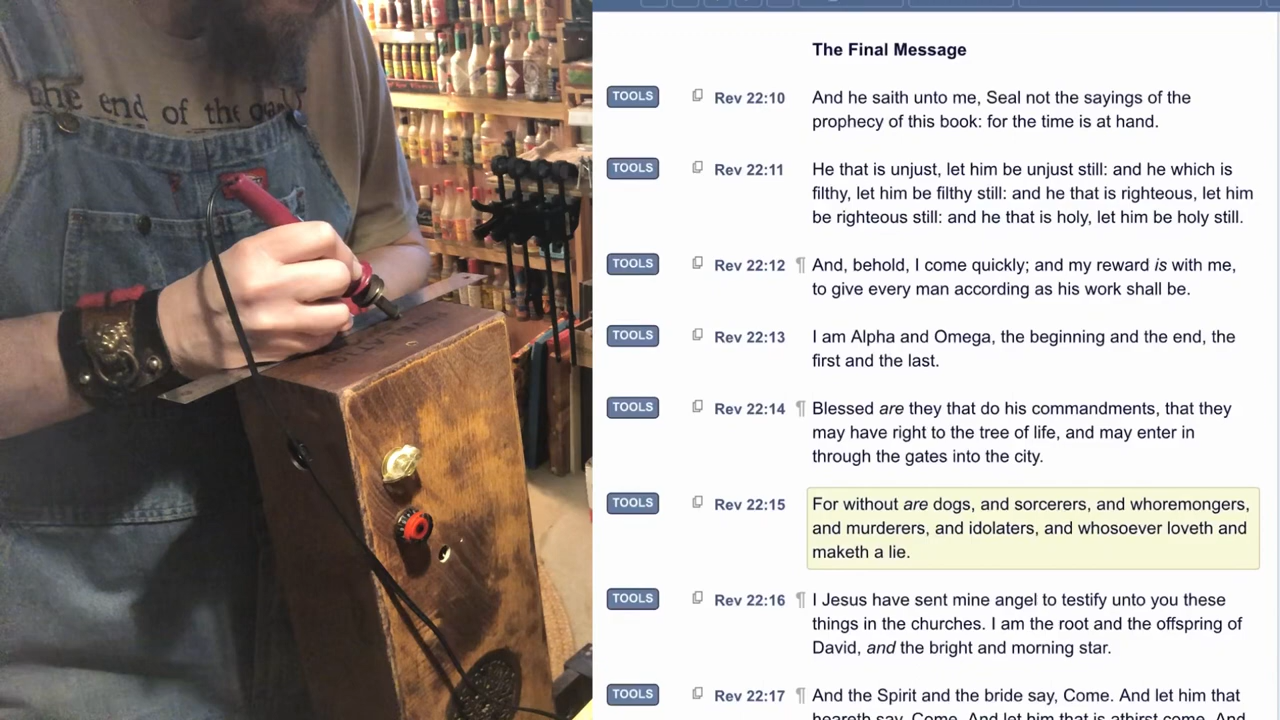 the end of the
The Final Message
TOOLS Rev 22:10 And he saith unto me, Seal not the sayings of the
prophecy of this book: for the time is at hand.
TOOLS Rev 22:11 He that is unjust, let him be unjust still: and he which is
filthy, let him be filthy still: and he that is righteous, let him
be righteous still: and he that is holy, let him be holy still.
TOOLS Rev 22:12 ¶ And, behold, I come quickly; and my reward is with me,
to give every man according as his work shall be.
TOOLS Rev 22:13 I am Alpha and Omega, the beginning and the end, the
first and the last.
TOOLS Rev 22:14 ¶ Blessed are they that do his commandments, that they
may have right to the tree of life, and may enter in
through the gates into the city.
TOOLS Rev 22:15 For without are dogs, and sorcerers, and whoremongers,
and murderers, and idolaters, and whosoever loveth and
maketh a lie.
TOOLS Rev 22:16 ¶ I Jesus have sent mine angel to testify unto you these
things in the churches. I am the root and the offspring of
David, and the bright and morning star.
TOOLS Rev 22:17 ¶ And the Spirit and the bride say, Come. And let him that
heareth say, Come. And let him that is athirst come. And